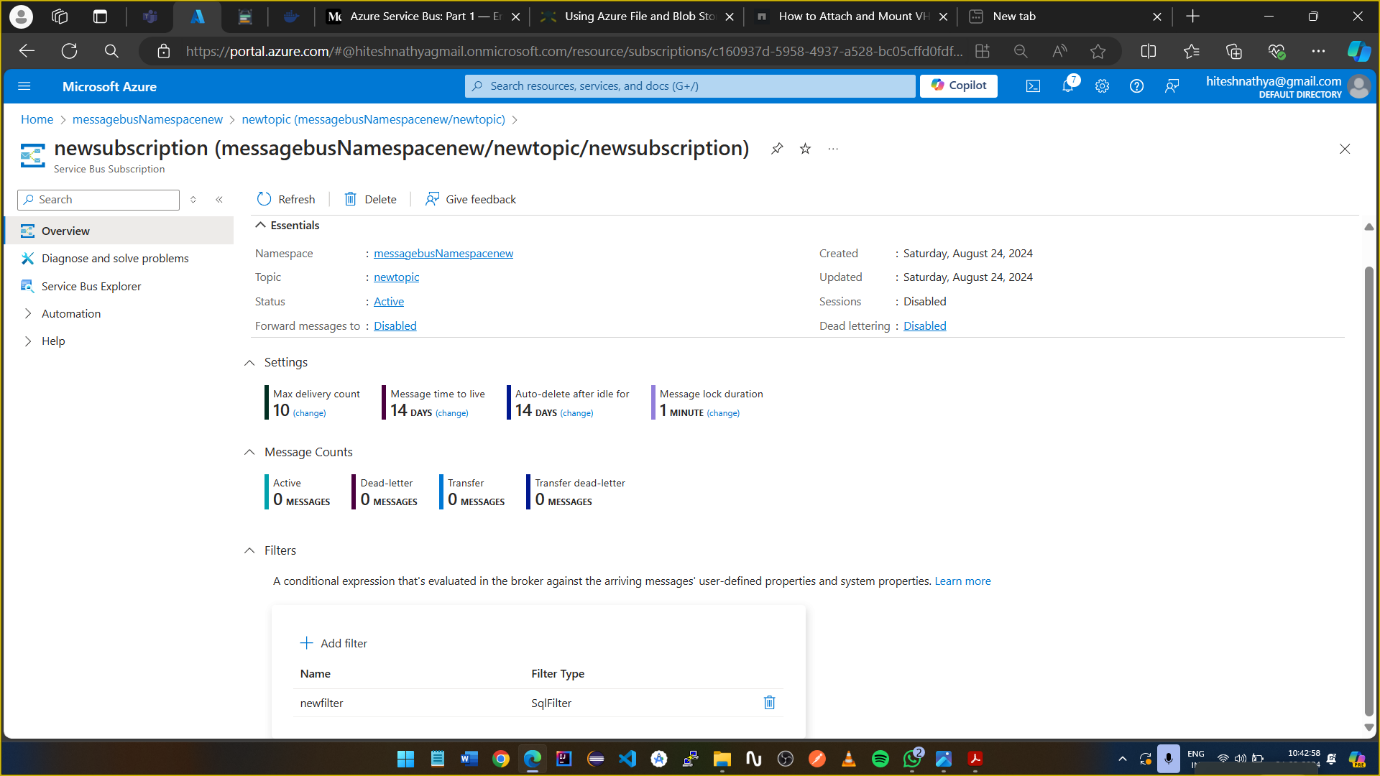 Azure Service Bus: Part 1 — Er
Using Azure File and Blob Sto
How to Attach and Mount VH
New tab
https://portal.azure.com/#@hiteshnathyagmail.onmicrosoft.com/resource/subscriptions/c160937d-5958-4937-a528-bc05cffd0fdf...
Microsoft Azure
Search resources, services, and docs (G+/)
Copilot
7
hiteshnathya@gmail.com
DEFAULT DIRECTORY
Home > messagebusNamespacenew > newtopic (messagebusNamespacenew/newtopic) >
newsubscription (messagebusNamespacenew/newtopic/newsubscription)
Service Bus Subscription
Search
Refresh
Delete
Give feedback
Overview
Diagnose and solve problems
Service Bus Explorer
Automation
Help
Essentials
Namespace : messagebusNamespacenew
Created : Saturday, August 24, 2024
Topic : newtopic
Updated : Saturday, August 24, 2024
Status : Active
Sessions : Disabled
Forward messages to : Disabled
Dead lettering : Disabled
Settings
Max delivery count
10 (change)
Message time to live
14 DAYS (change)
Auto-delete after idle for
14 DAYS (change)
Message lock duration
1 MINUTE (change)
Message Counts
Active
0 MESSAGES
Dead-letter
0 MESSAGES
Transfer
0 MESSAGES
Transfer dead-letter
0 MESSAGES
Filters
A conditional expression that's evaluated in the broker against the arriving messages' user-defined properties and system properties. Learn more
Add filter
Name Filter Type
newfilter SqlFilter
2
ENG
10:42:58